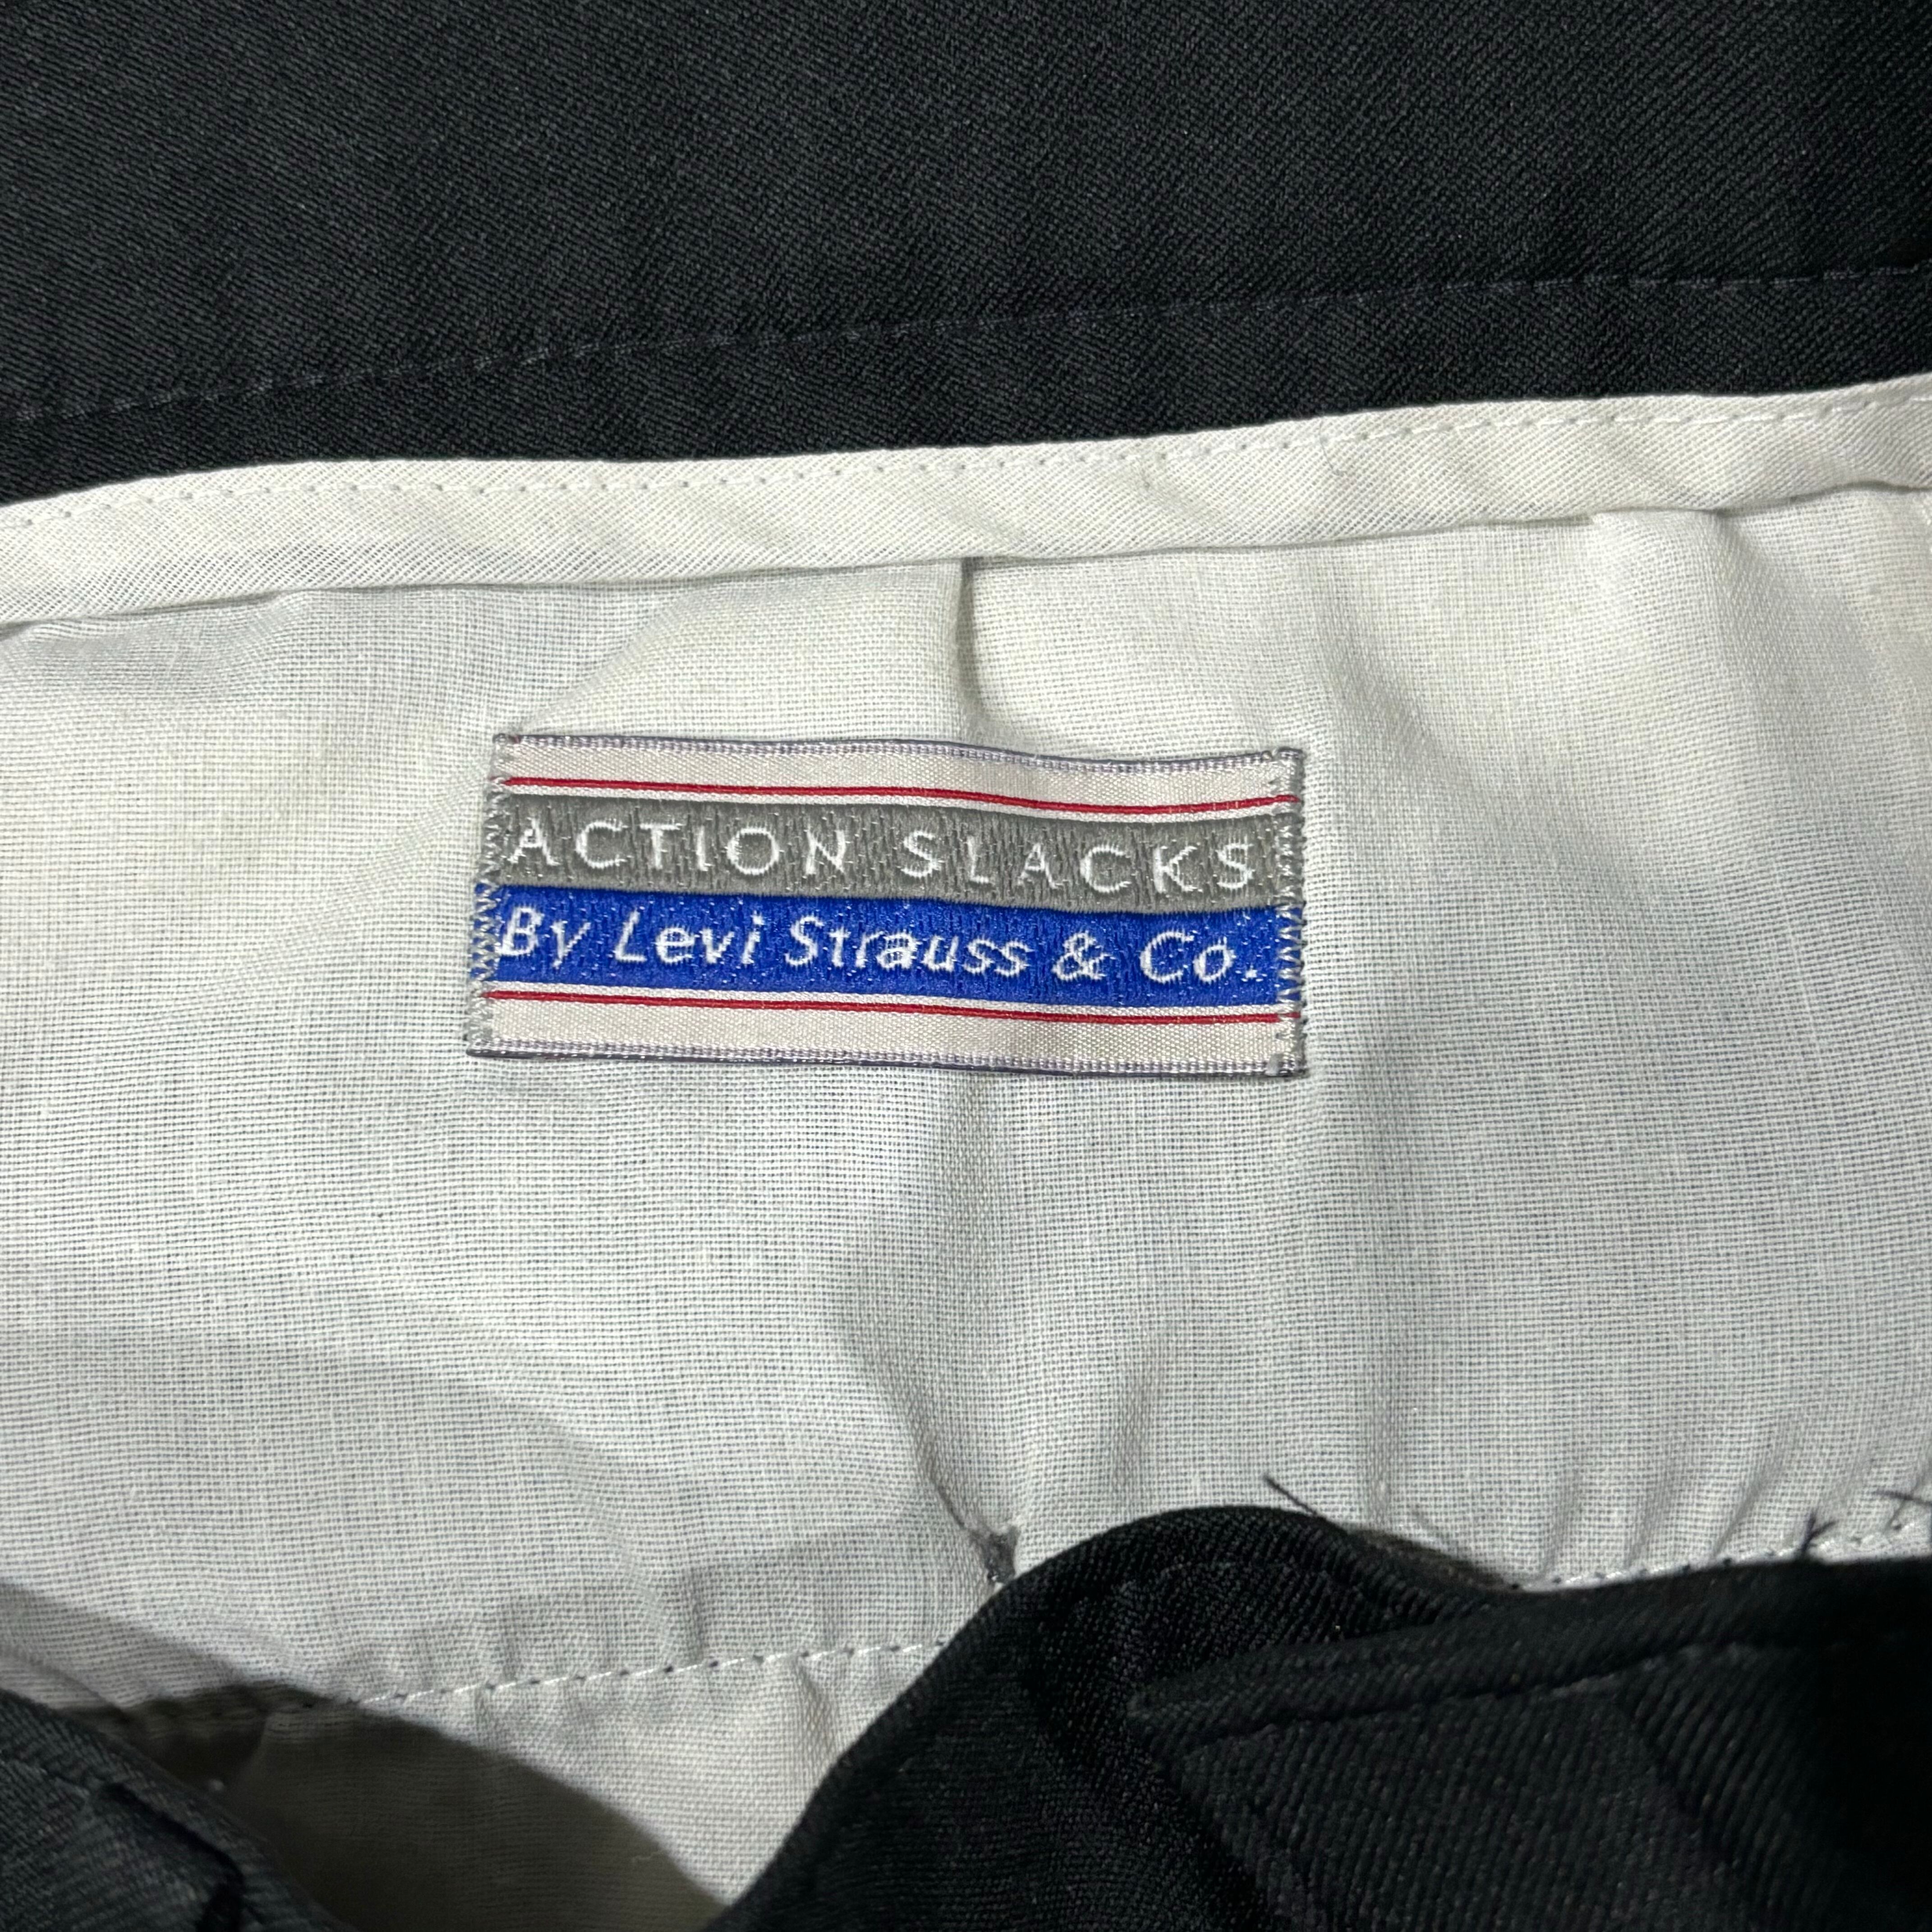 ACTION SLACKS
By Levi Strauss & Co.